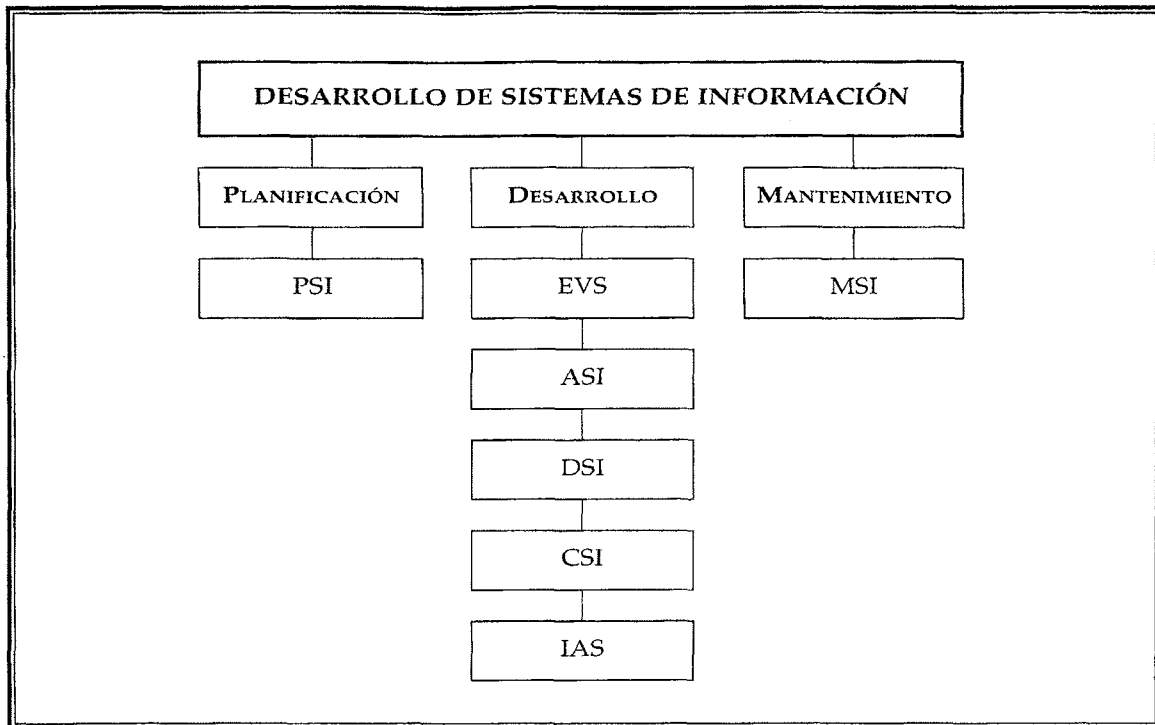 DESARROLLO DE SISTEMAS DE INFORMACIÓN
PLANIFICACIÓN
DESARROLLO
MANTENIMIENTO
PSI
EVS
MSI
ASI
DSI
CSI
IAS